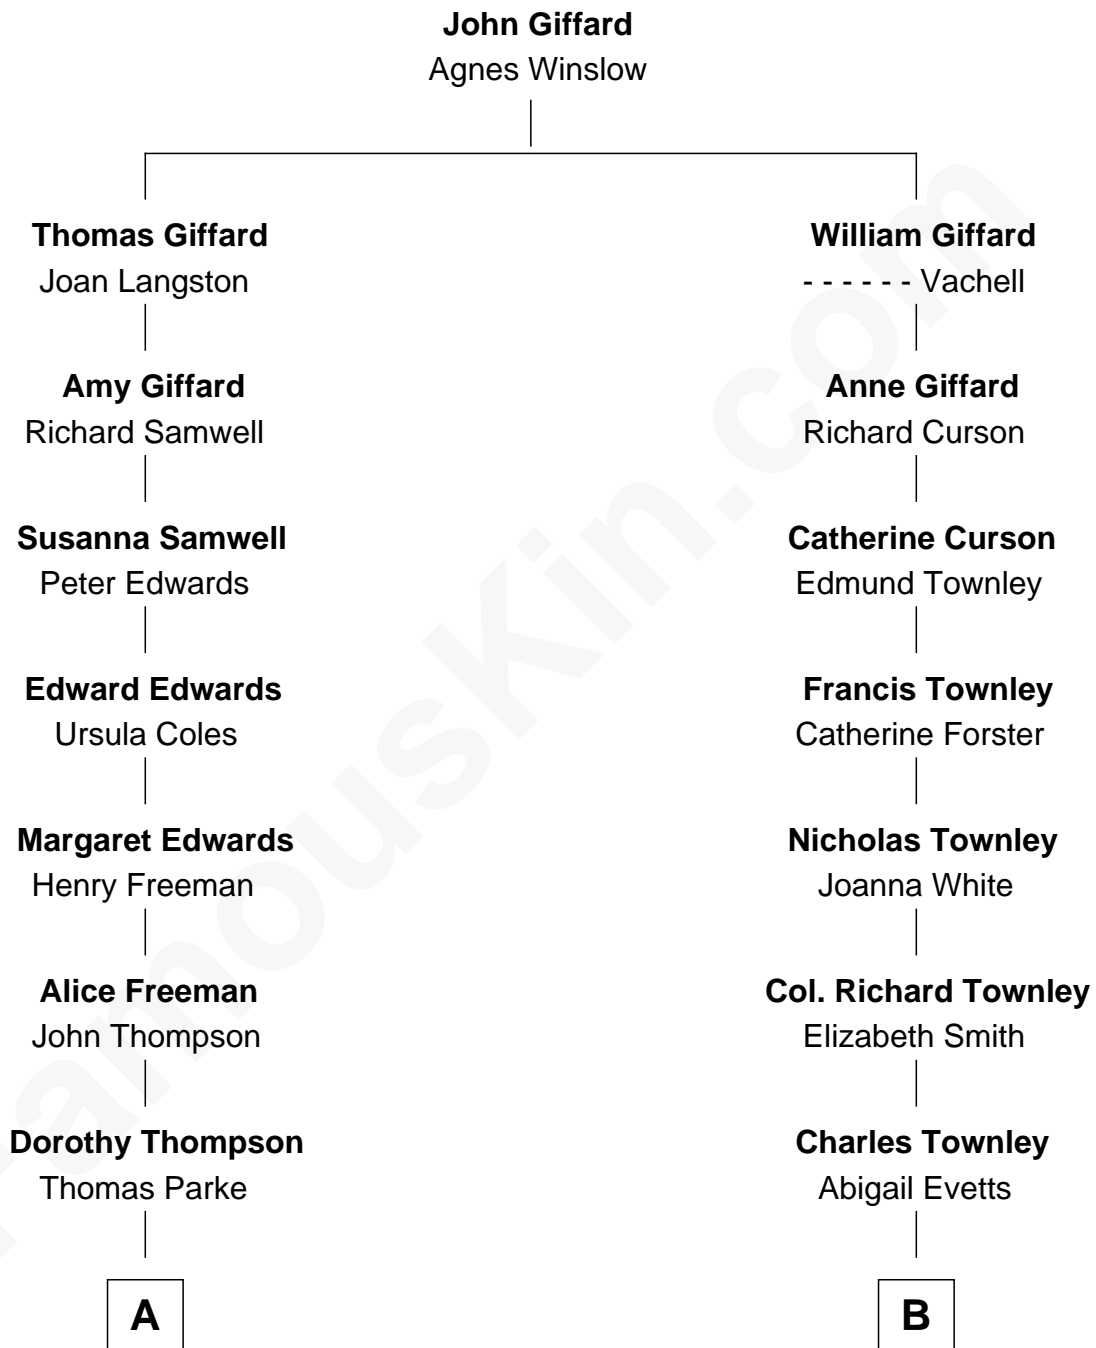 John Giffard
Agnes Winslow
Thomas Giffard
Joan Langston
William Giffard
- - - - - - Vachell
Amy Giffard
Richard Samwell
Anne Giffard
Richard Curson
Susanna Samwell
Peter Edwards
Catherine Curson
Edmund Townley
Edward Edwards
Ursula Coles
Francis Townley
Catherine Forster
Margaret Edwards
Henry Freeman
Nicholas Townley
Joanna White
Alice Freeman
John Thompson
Col. Richard Townley
Elizabeth Smith
Dorothy Thompson
Thomas Parke
Charles Townley
Abigail Evetts
A
B
FamousKin.com